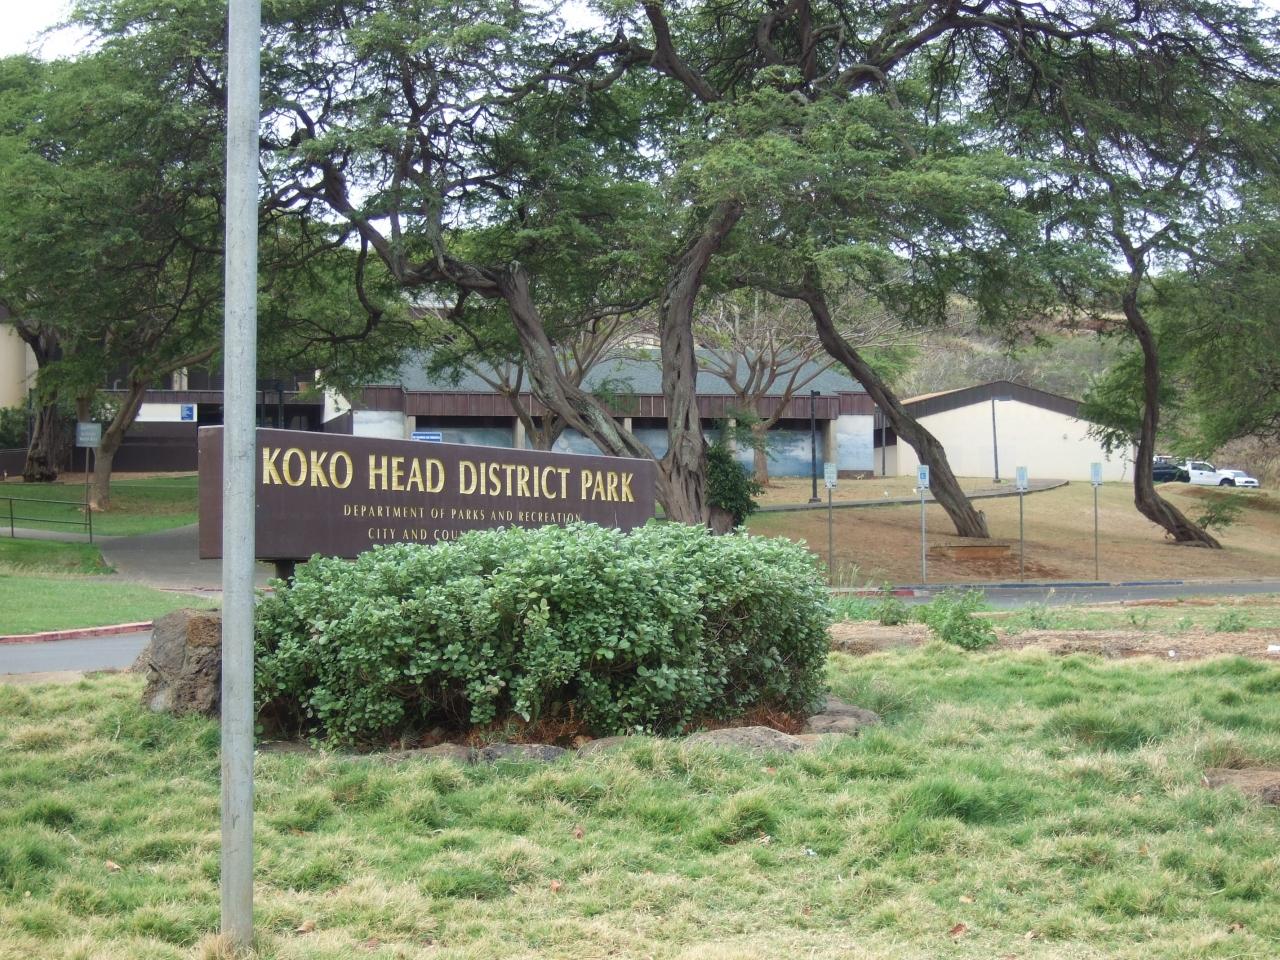 KOKO HEAD DISTRICT PARK
DEPARTMENT OF PARKS AND RECREATION
CITY AND